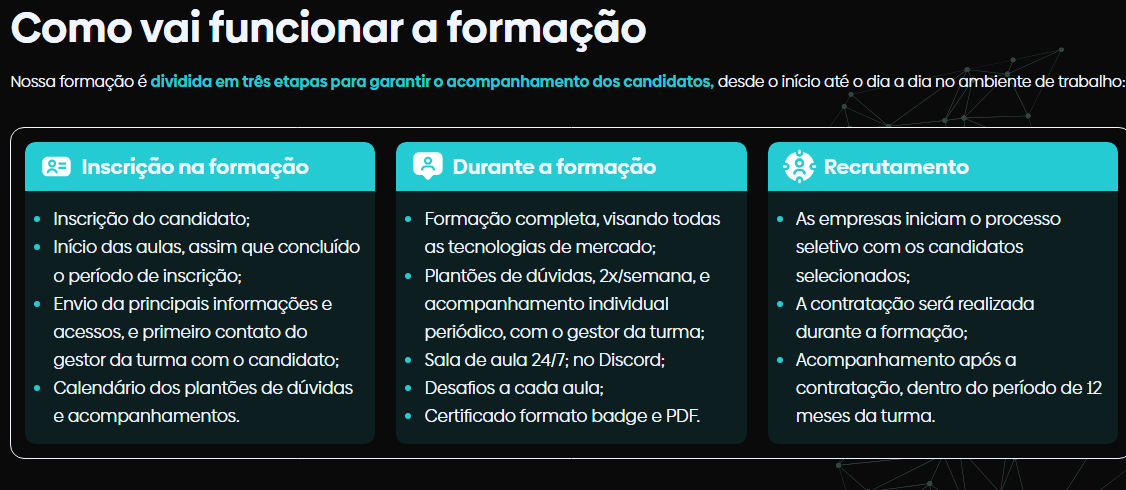 Como vai funcionar a formação
Nossa formação é dividida em três etapas para garantir o acompanhamento dos candidatos, desde o início até o dia a dia no ambiente de trabalho:
Inscrição na formação
• Inscrição do candidato;
• Início das aulas, assim que concluído
o período de inscrição;
• Envio da principais informações e
acessos, e primeiro contato do
gestor da turma com o candidato;
• Calendário dos plantões de dúvidas
e acompanhamentos.
Durante a formação
• Formação completa, visando todas
as tecnologias de mercado;
• Plantões de dúvidas, 2x/semana, e
acompanhamento individual
periódico, com o gestor da turma;
• Sala de aula 24/7; no Discord;
• Desafios a cada aula;
• Certificado formato badge e PDF.
Recrutamento
• As empresas iniciam o processo
seletivo com os candidatos
selecionados;
• A contratação será realizada
durante a formação;
• Acompanhamento após a
contratação, dentro do período de 12
meses da turma.